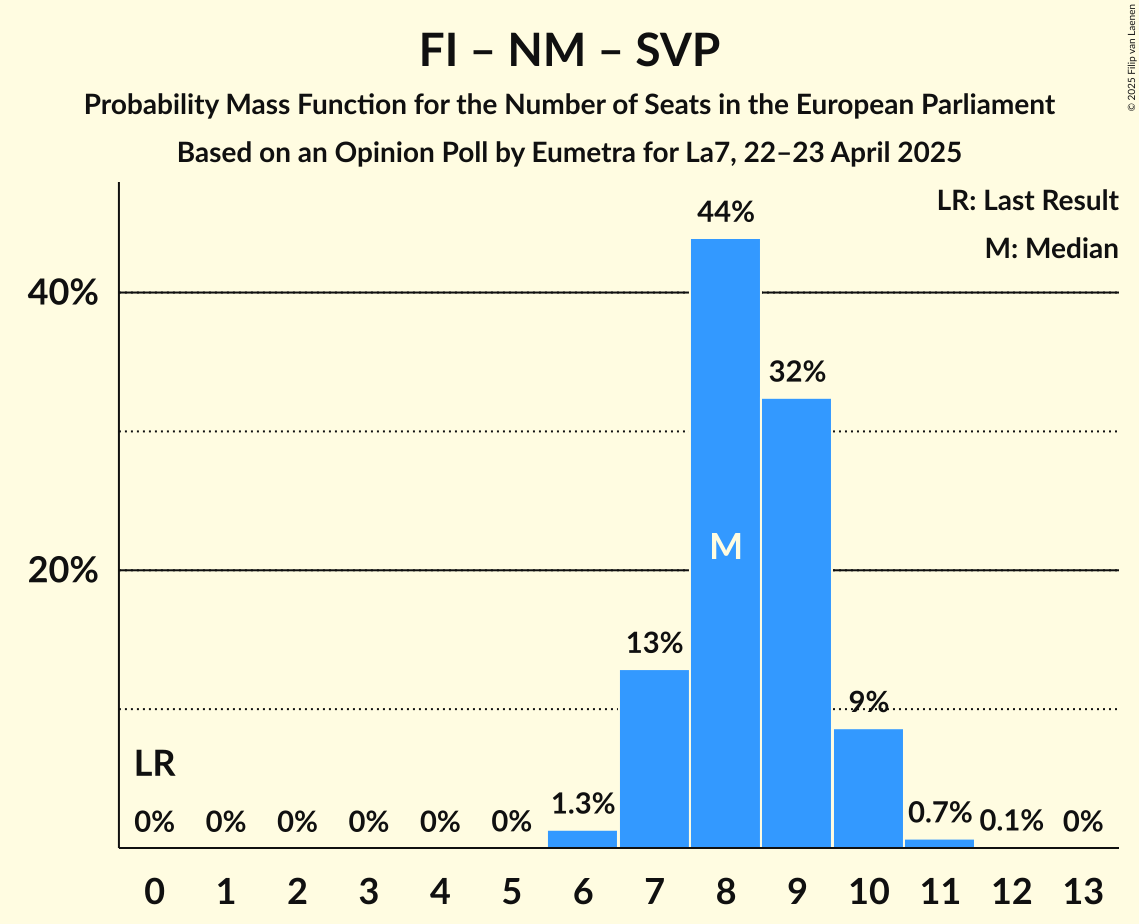 FI – NM – SVP
Probability Mass Function for the Number of Seats in the European Parliament
Based on an Opinion Poll by Eumetra for La7, 22–23 April 2025
© 2025 Filip van Laenen
LR: Last Result
M: Median
44%
40%
32%
M
20%
13%
9%
LR
0% 0% 0% 0% 0% 0% 1.3% 0.7% 0.1% 0%
0 1 2 3 4 5 6 7 8 9 10 11 12 13